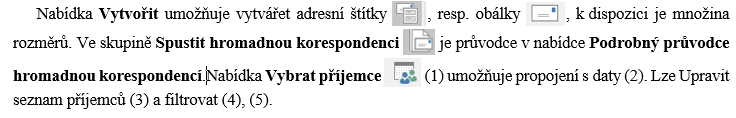 Nabídka Vytvořit umožňuje vytvářet adresní štítky , resp. obálky , k dispozici je množina
rozměrů. Ve skupině Spustit hromadnou korespondenci je průvodce v nabídce Podrobný průvodce
hromadnou korespondencí.Nabídka Vybrat příjemce (1) umožňuje propojení s daty (2). Lze Upravit
seznam příjemců (3) a filtrovat (4), (5).